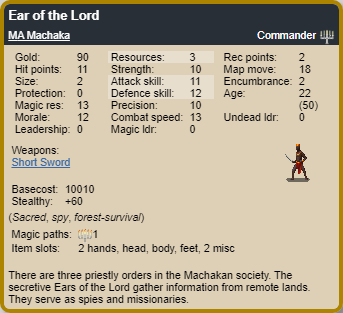 Ear of the Lord
MA Machaka Commander
Gold: 90 Resources: 3 Rec points: 2
Hit points: 11 Strength: 10 Map move: 18
Size: 2 Attack skill: 11 Encumbrance: 2
Protection: 0 Defence skill: 12 Age: 22
Magic res: 13 Precision: 10 (50)
Morale: 12 Combat speed: 13 Undead ldr: 0
Leadership: 0 Magic ldr: 0
Weapons:
Short Sword
Basecost: 10010
Stealthy: +60
(Sacred, spy, forest-survival)
Magic paths: 1
Item slots: 2 hands, head, body, feet, 2 misc
There are three priestly orders in the Machakan society. The
secretive Ears of the Lord gather information from remote lands.
They serve as spies and missionaries.